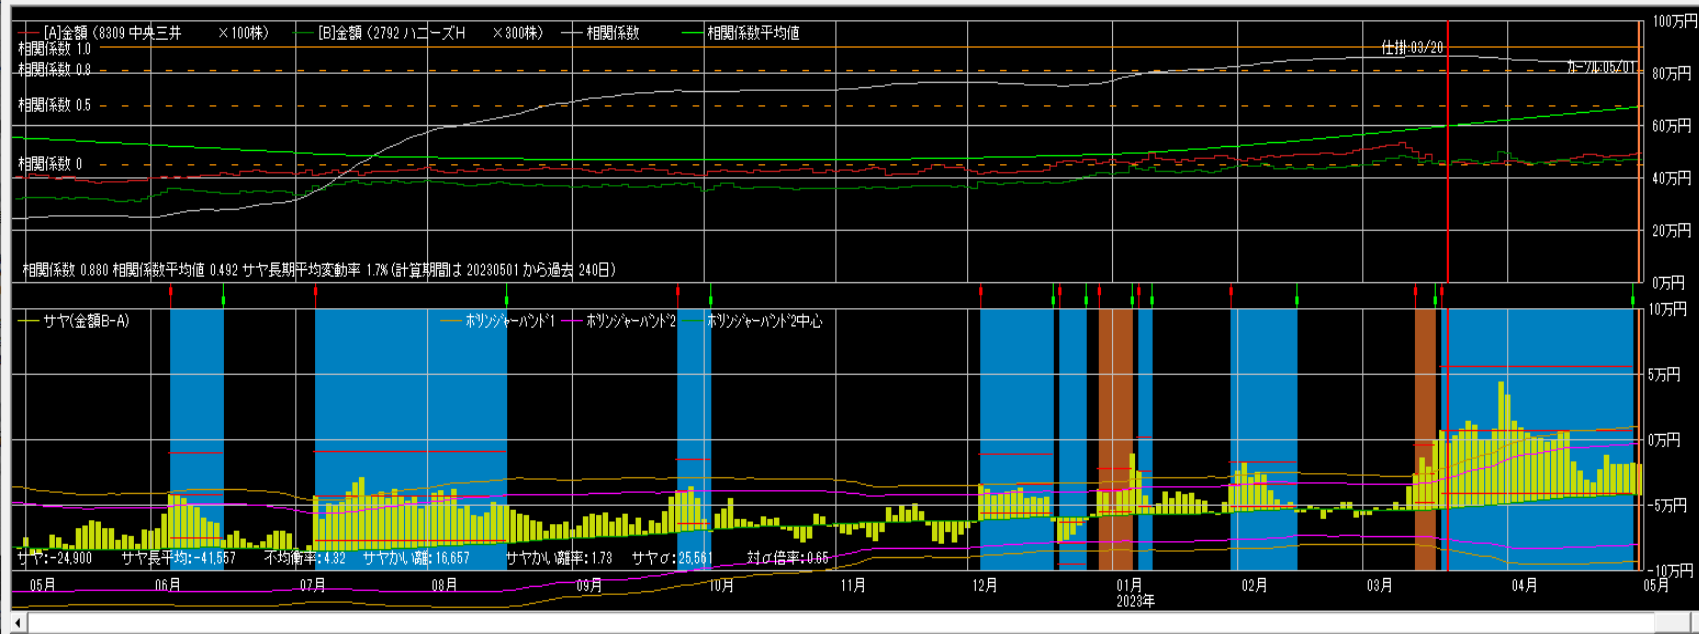 [A]金額 (8309 中央三井 ×100株) [B]金額 (2792 ハニーズH ×300株) 相関係数 相関係数平均値
100万円
相関係数 1.0
仕掛:03/20
相関係数 0.8
カーソル:05/01
80万円
相関係数 0.5
60万円
相関係数 0
40万円
20万円
相関係数 0.880 相関係数平均値 0.492 サヤ長期平均変動率 1.7% (計算期間は 20230501 から過去 240日)
0万円
10万円
サヤ(金額B-A) ボリンジャーバンド1 ボリンジャーバンド2 ボリンジャーバンド2中心
5万円
0万円
-5万円
サヤ:-24,900 サヤ長平均:-41,557 不均衡率:4.32 サヤかい離:16,657 サヤかい離率:1.73 サヤσ:25,561 対σ倍率:0.65
-10万円
05月 06月 07月 08月 09月 10月 11月 12月 01月 02月 03月 04月 05月
2023年